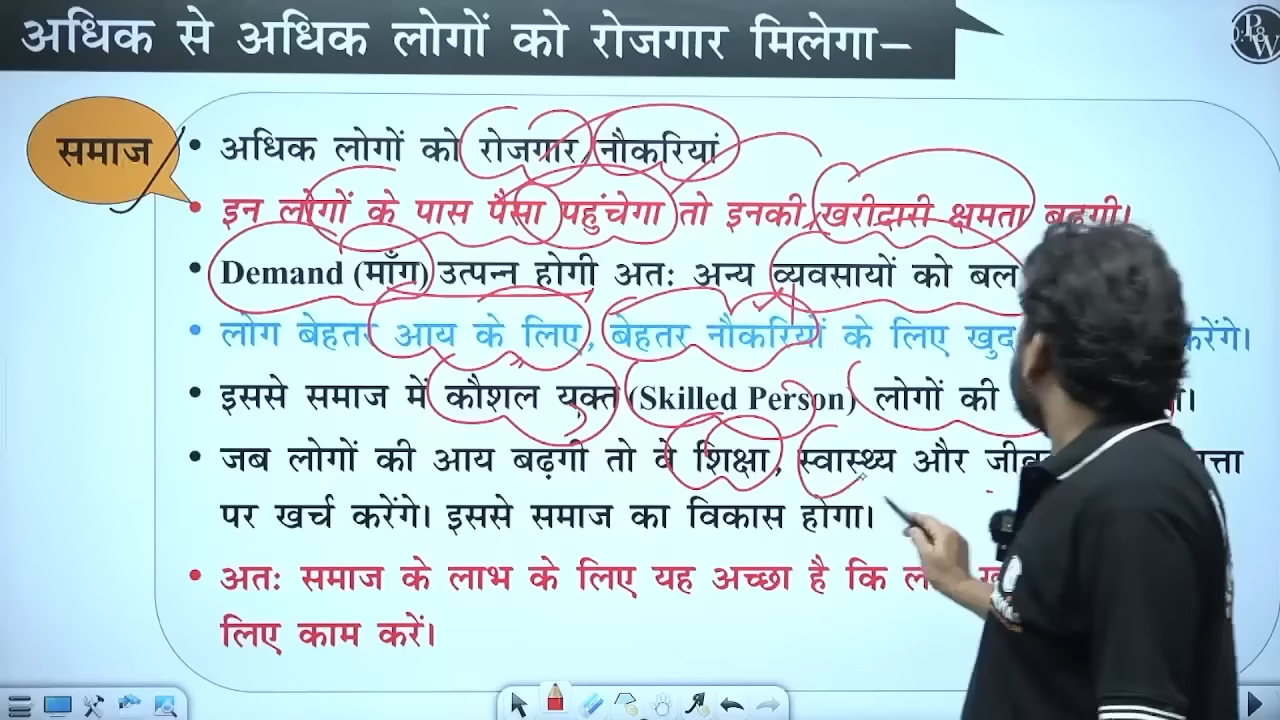 अधिक से अधिक लोगों को रोजगार मिलेगा–
PW
समाज
• अधिक लोगों को रोजगार, नौकरियां
• इन लोगों के पास पैसा पहुंचेगा तो इनकी खरीदारी क्षमता बढ़ेगी।
• Demand (माँग) उत्पन्न होगी अतः अन्य व्यवसायों को बल
• लोग बेहतर आय के लिए, बेहतर नौकरियों के लिए खुद करेंगे।
• इससे समाज में कौशल युक्त (Skilled Person) लोगों की
• जब लोगों की आय बढ़गी तो वे शिक्षा, स्वास्थ्य और
पर खर्च करेंगे। इससे समाज का विकास होगा।
• अतः समाज के लाभ के लिए यह अच्छा है कि
लिए काम करें।